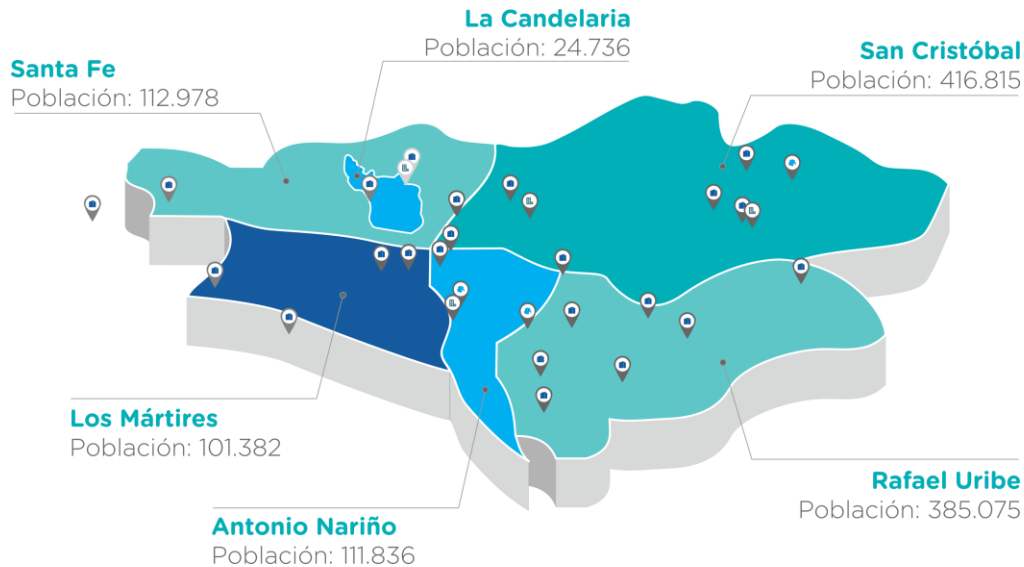 La Candelaria
Población: 24.736
San Cristóbal
Población: 416.815
Santa Fe
Población: 112.978
Los Mártires
Población: 101.382
Rafael Uribe
Población: 385.075
Antonio Nariño
Población: 111.836